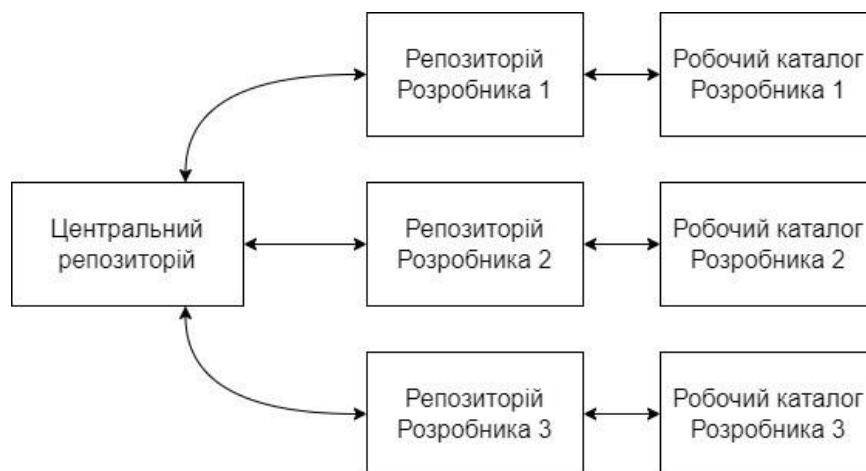 Репозиторій
Розробника 1
Робочий каталог
Розробника 1
Центральний
репозиторій
Репозиторій
Розробника 2
Робочий каталог
Розробника 2
Репозиторій
Розробника 3
Робочий каталог
Розробника 3